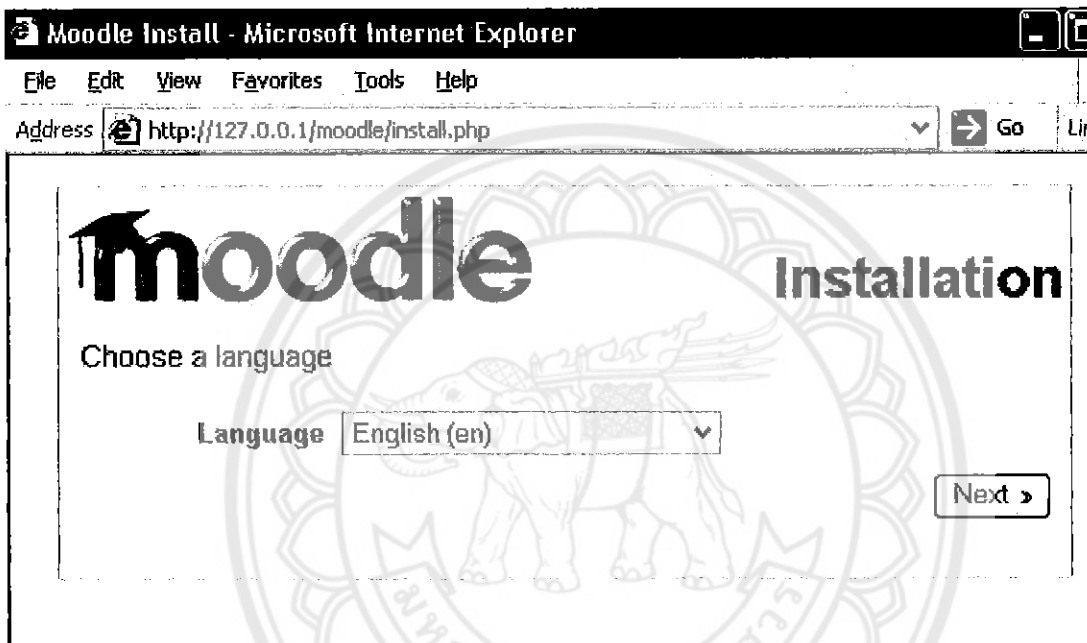 Moodle Install - Microsoft Internet Explorer
File Edit View Favorites Tools Help
Address http://127.0.0.1/moodle/install.php Go
moodle Installation
Choose a language
Language English (en)
Next »